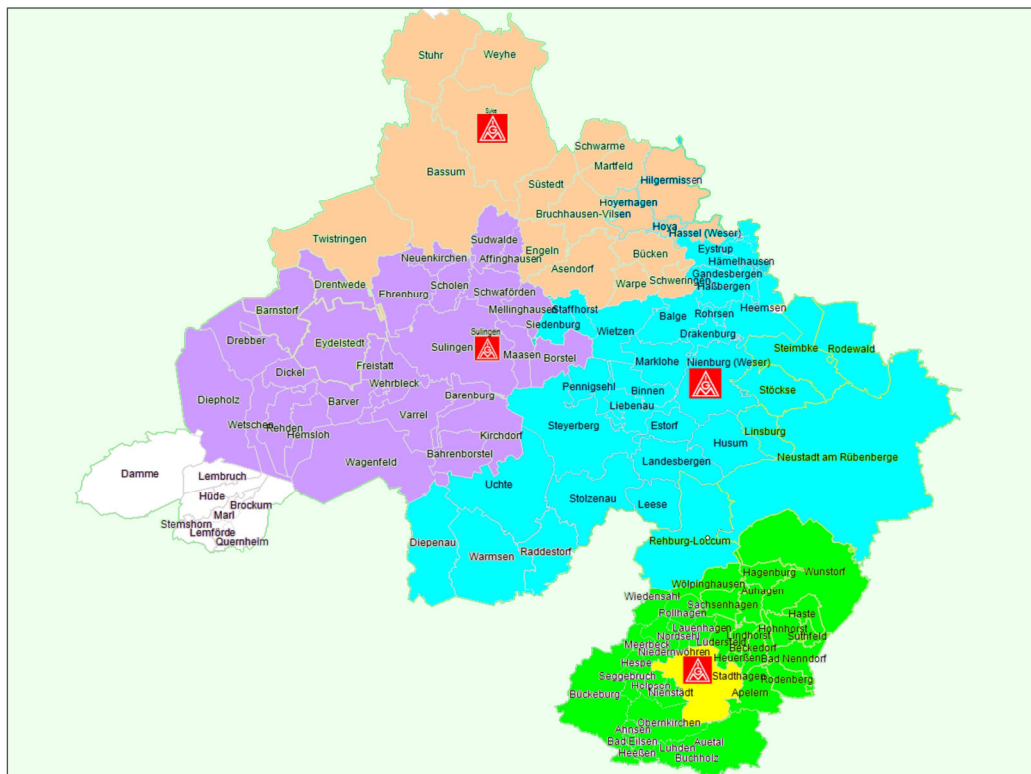 Stuhr
Weyhe
Syke
Bassum
Schwarme
Martfeld
Süstedt
Hilgermissen
Hoyerhagen
Bruchhausen-Vilsen
Twistringen
Sudwalde
Hoya
Hassel (Weser)
Engeln
Eystrup
Neuenkirchen
Affinghausen
Bücken
Hämelhausen
Asendorf
Gandesbergen
Drentwede
Scholen
Warpe
Schweringen
Haßbergen
Ehrenburg
Schwaförden
Barnstorf
Mellinghausen
Staffhorst
Balge
Rohrsen
Heemsen
Siedenburg
Wietzen
Drakenburg
Drebber
Eydelstedt
Sulingen
Sulingen
Steimbke
Rodewald
Maasen
Borstel
Marklohe
Nienburg (Weser)
Freistatt
Dickel
Wehrbleck
Pennigsehl
Binnen
Stöckse
Diepholz
Barver
Barenburg
Liebenau
Varrel
Wetschen
Rehden
Steyerberg
Estorf
Linsburg
Hemsloh
Kirchdorf
Husum
Bahrenborstel
Neustadt am Rübenberge
Wagenfeld
Landesbergen
Damme
Lembruch
Uchte
Hüde
Stolzenau
Leese
Brockum
Marl
Stemshorn
Lemförde
Quernheim
Diepenau
Rehburg-Loccum
Raddestorf
Warmsen
Hagenburg
Wunstorf
Wölpinghausen
Auhagen
Wiedensahl
Sachsenhagen
Pollhagen
Haste
Lauenhagen
Hohnhorst
Nordsehl
Lindhorst
Suthfeld
Lüdersfeld
Meerbeck
Beckedorf
Niedernwöhren
Heuerßen
Bad Nenndorf
Hespe
Seggebruch
Stadthagen
Rodenberg
Helpsen
Bückeburg
Nienstädt
Apelern
Obernkirchen
Ahnsen
Bad Eilsen
Auetal
Luhden
Heeßen
Buchholz